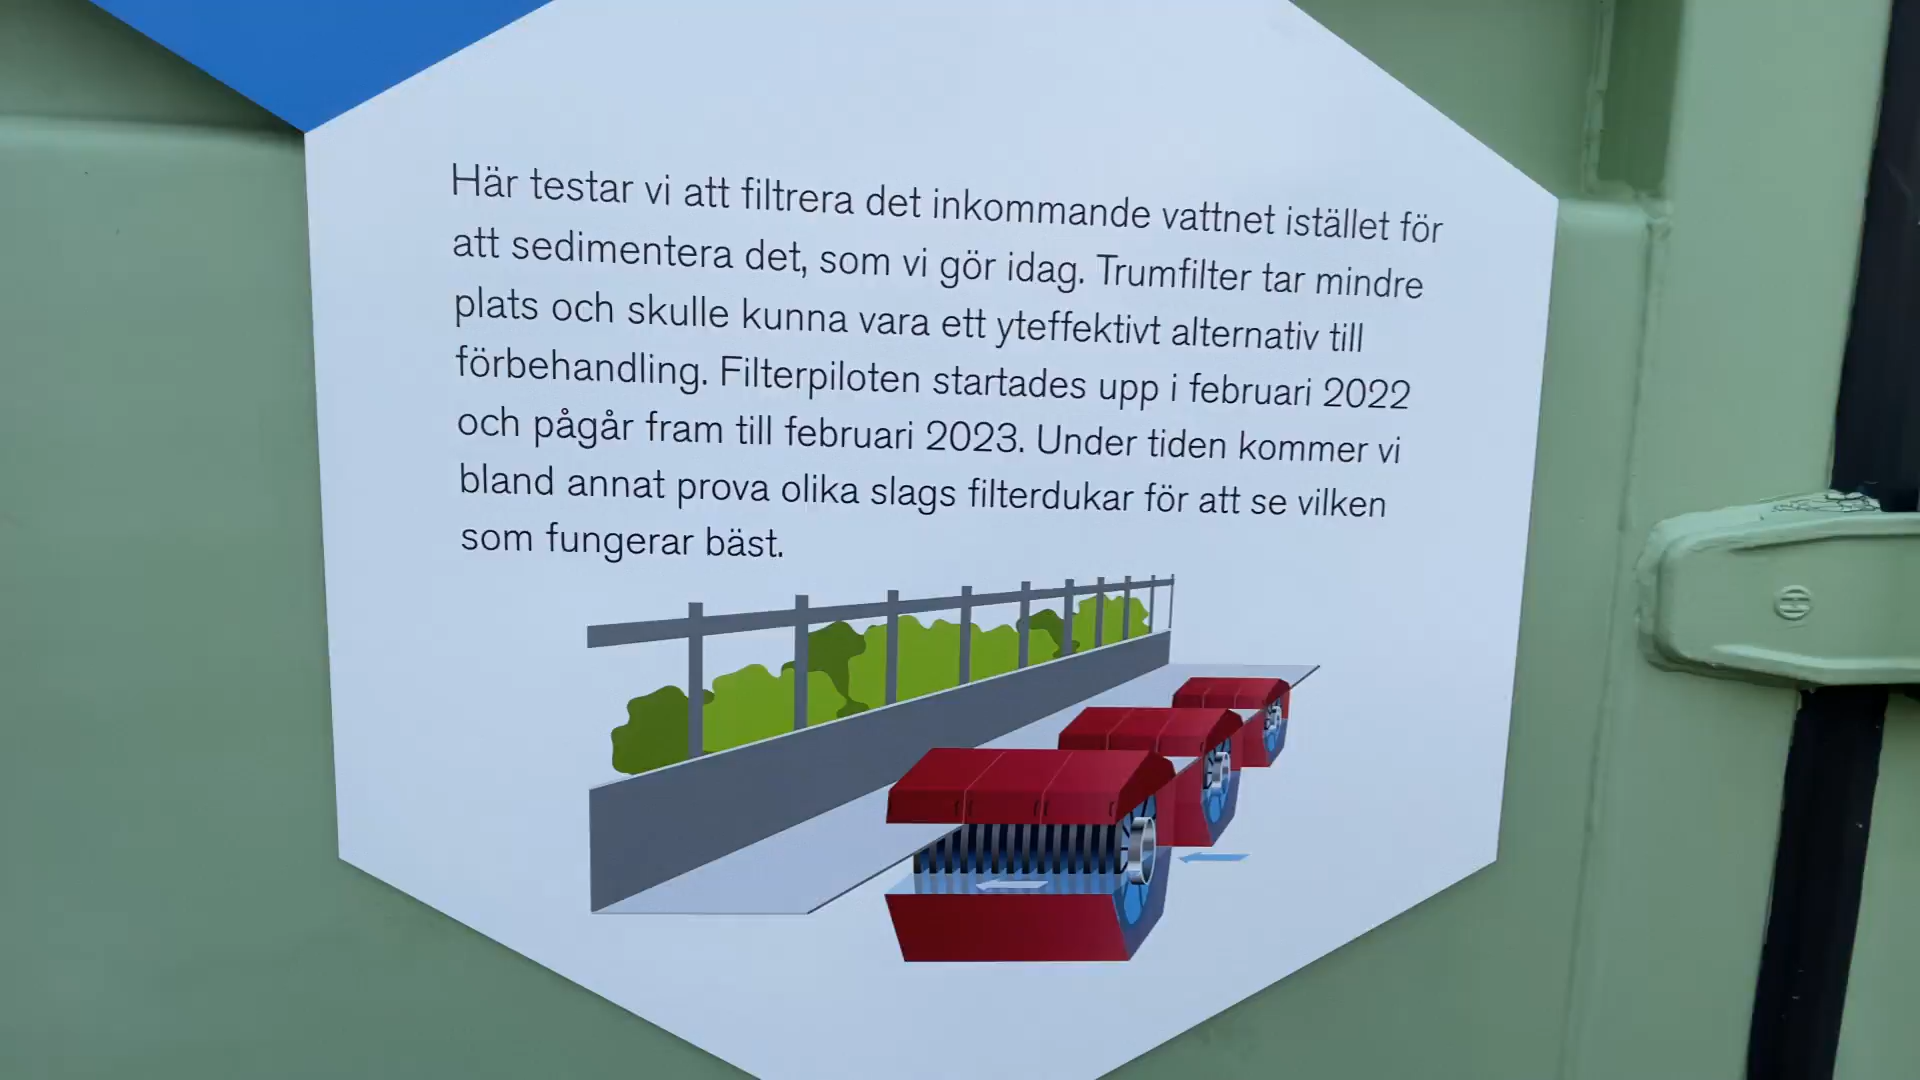 Här testar vi att filtrera det inkommande vattnet istället för
att sedimentera det, som vi gör idag. Trumfilter tar mindre
plats och skulle kunna vara ett yteffektivt alternativ till
förbehandling. Filterpiloten startades upp i februari 2022
och pågår fram till februari 2023. Under tiden kommer vi
bland annat prova olika slags filterdukar för att se vilken
som fungerar bäst.